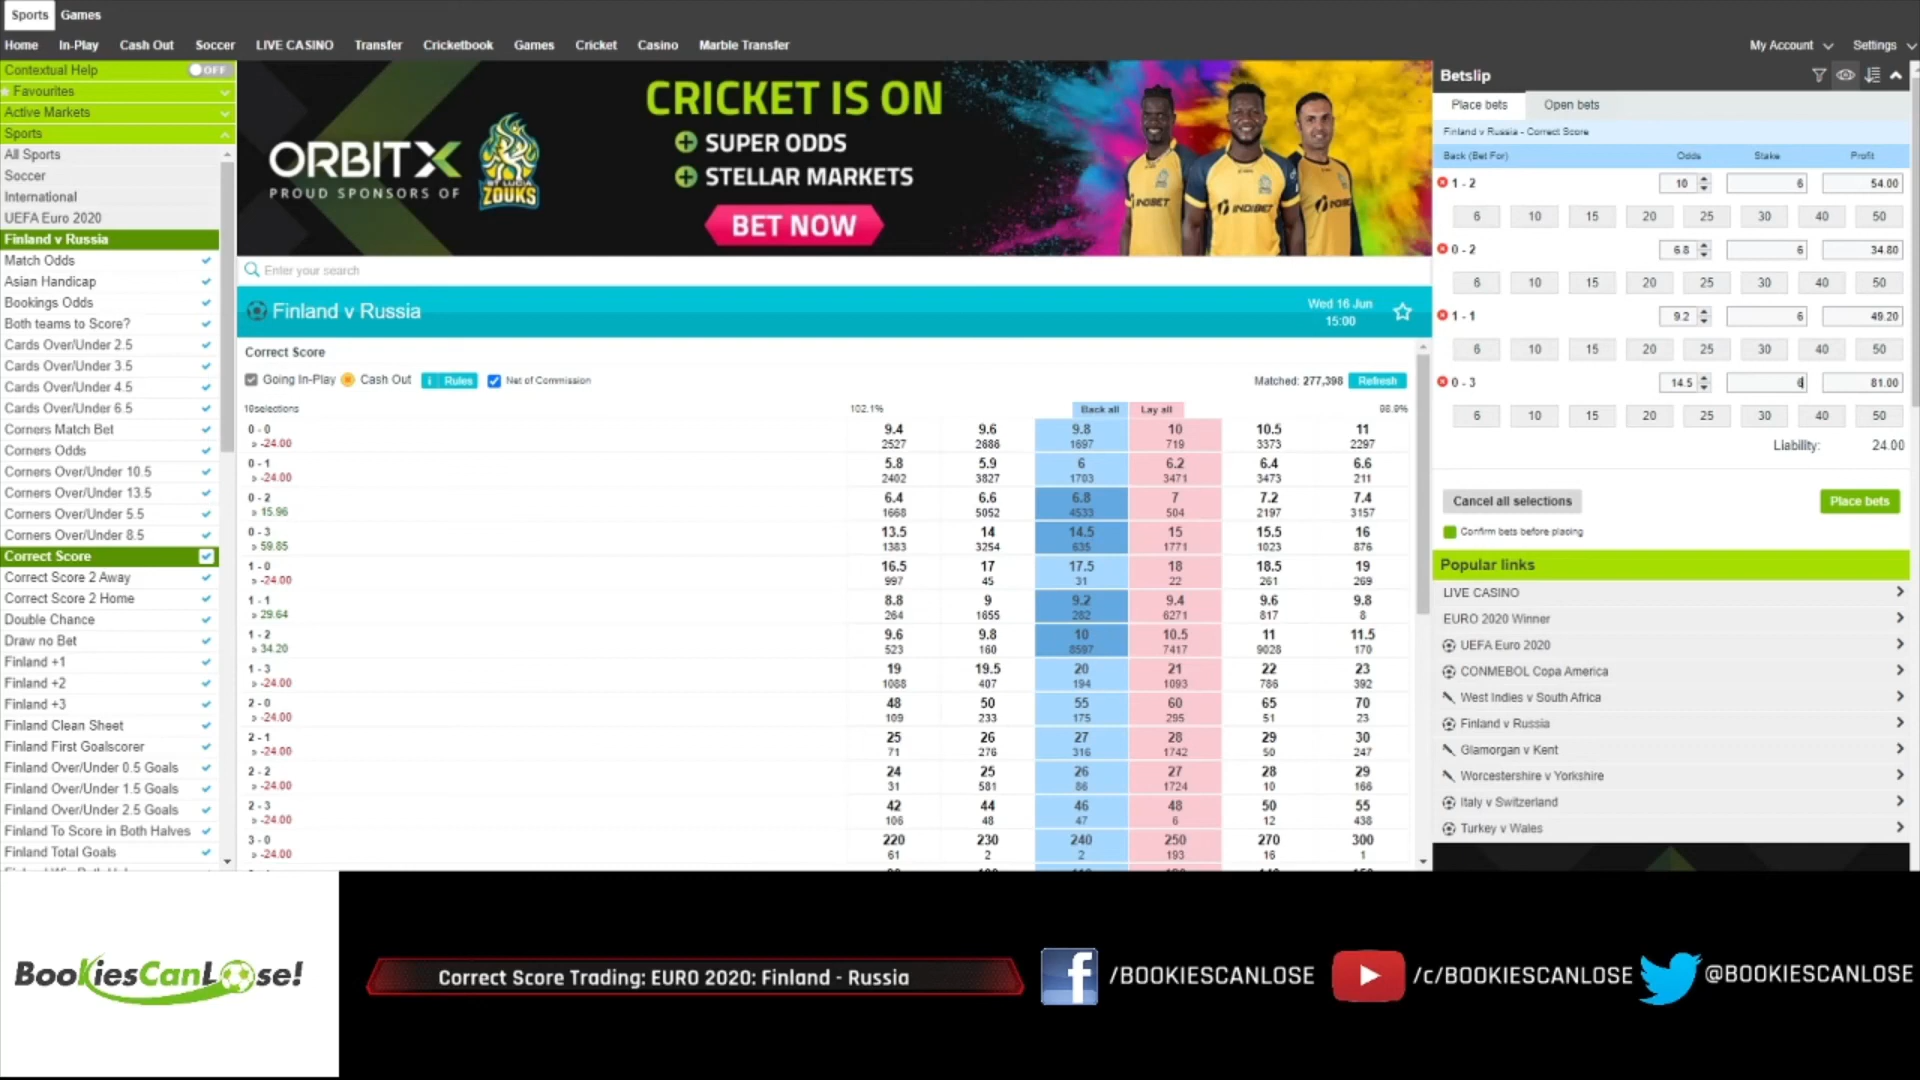 Sports Games
Home In-Play Cash Out Soccer LIVE CASINO Transfer Cricketbook Games Cricket Casino Marble Transfer My Account Settings
Contextual Help OFF
Favourites
Active Markets
Sports
All Sports
Soccer
International
UEFA Euro 2020
Finland v Russia
Match Odds
Asian Handicap
Bookings Odds
Both teams to Score?
Cards Over/Under 2.5
Cards Over/Under 3.5
Cards Over/Under 4.5
Cards Over/Under 6.5
Corners Match Bet
Corners Odds
Corners Over/Under 10.5
Corners Over/Under 13.5
Corners Over/Under 5.5
Corners Over/Under 8.5
Correct Score
Correct Score 2 Away
Correct Score 2 Home
Double Chance
Draw no Bet
Finland +1
Finland +2
Finland +3
Finland Clean Sheet
Finland First Goalscorer
Finland Over/Under 0.5 Goals
Finland Over/Under 1.5 Goals
Finland Over/Under 2.5 Goals
Finland To Score in Both Halves
Finland Total Goals
ORBITX
PROUD SPONSORS OF
ST LUCIA
ZOUKS
CRICKET IS ON
SUPER ODDS
STELLAR MARKETS
BET NOW
INDIBET
Enter your search
Finland v Russia Wed 16 Jun
15:00
Correct Score
Going In-Play Cash Out i Rules Net of Commission Matched: 277,398 Refresh
102.1% Back all Lay all
0 - 0 9.4 9.6 9.8 10 10.5 11
» -24.00 2527 2686 1697 719 3373 2297
0 - 1 5.8 5.9 6 6.2 6.4 6.6
» -24.00 2402 3827 1703 3471 3473 211
0 - 2 6.4 6.6 6.8 7 7.2 7.4
» 15.96 1668 5052 4533 504 2197 3157
0 - 3 13.5 14 14.5 15 15.5 16
» 59.85 1383 3254 635 1771 1023 876
1 - 0 16.5 17 17.5 18 18.5 19
» -24.00 997 45 31 22 261 269
1 - 1 8.8 9 9.2 9.4 9.6 9.8
» 29.64 264 1655 282 6271 817 8
1 - 2 9.6 9.8 10 10.5 11 11.5
» 34.20 523 160 8597 7417 9028 170
1 - 3 19 19.5 20 21 22 23
» -24.00 1088 407 194 1093 786 392
2 - 0 48 50 55 60 65 70
» -24.00 109 233 175 295 51 23
2 - 1 25 26 27 28 29 30
» -24.00 71 276 316 1742 50 247
2 - 2 24 25 26 27 28 29
» -24.00 31 581 86 1724 10 166
2 - 3 42 44 46 48 50 55
» -24.00 106 48 47 6 12 438
3 - 0 220 230 240 250 270 300
» -24.00 61 2 2 193 16 1
Betslip
Place bets Open bets
Finland v Russia - Correct Score
Back (Bet For) Odds Stake Profit
1 - 2 10 6 54.00
6 10 15 20 25 30 40 50
0 - 2 6.8 6 34.80
6 10 15 20 25 30 40 50
1 - 1 9.2 6 49.20
6 10 15 20 25 30 40 50
0 - 3 14.5 6 81.00
6 10 15 20 25 30 40 50
Liability: 24.00
Cancel all selections Place bets
Confirm bets before placing
Popular links
LIVE CASINO
EURO 2020 Winner
UEFA Euro 2020
CONMEBOL Copa America
West Indies v South Africa
Finland v Russia
Glamorgan v Kent
Worcestershire v Yorkshire
Italy v Switzerland
Turkey v Wales
BookiesCanLose!
Correct Score Trading: EURO 2020: Finland - Russia
/BOOKIESCANLOSE
/c/BOOKIESCANLOSE
@BOOKIESCANLOSE